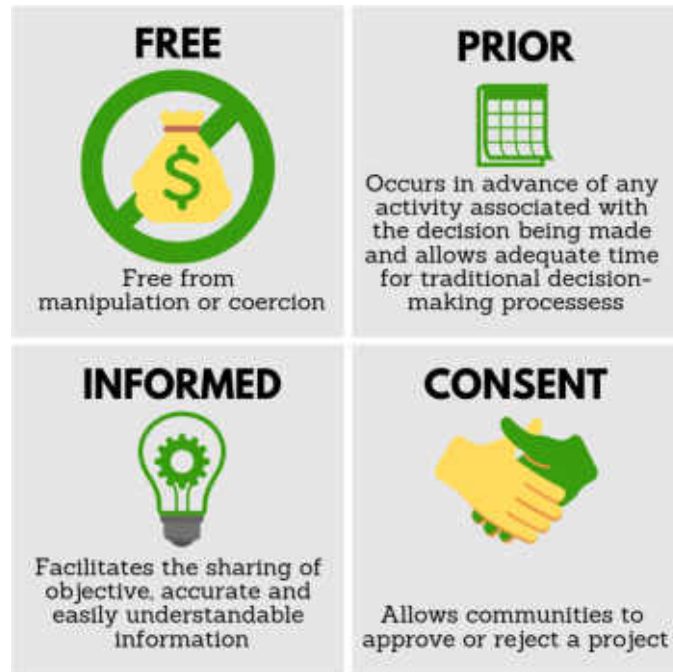 FREE
$
Free from
manipulation or coercion
PRIOR
Occurs in advance of any
activity associated with
the decision being made
and allows adequate time
for traditional decision-
making processess
INFORMED
Facilitates the sharing of
objective, accurate and
easily understandable
information
CONSENT
Allows communities to
approve or reject a project